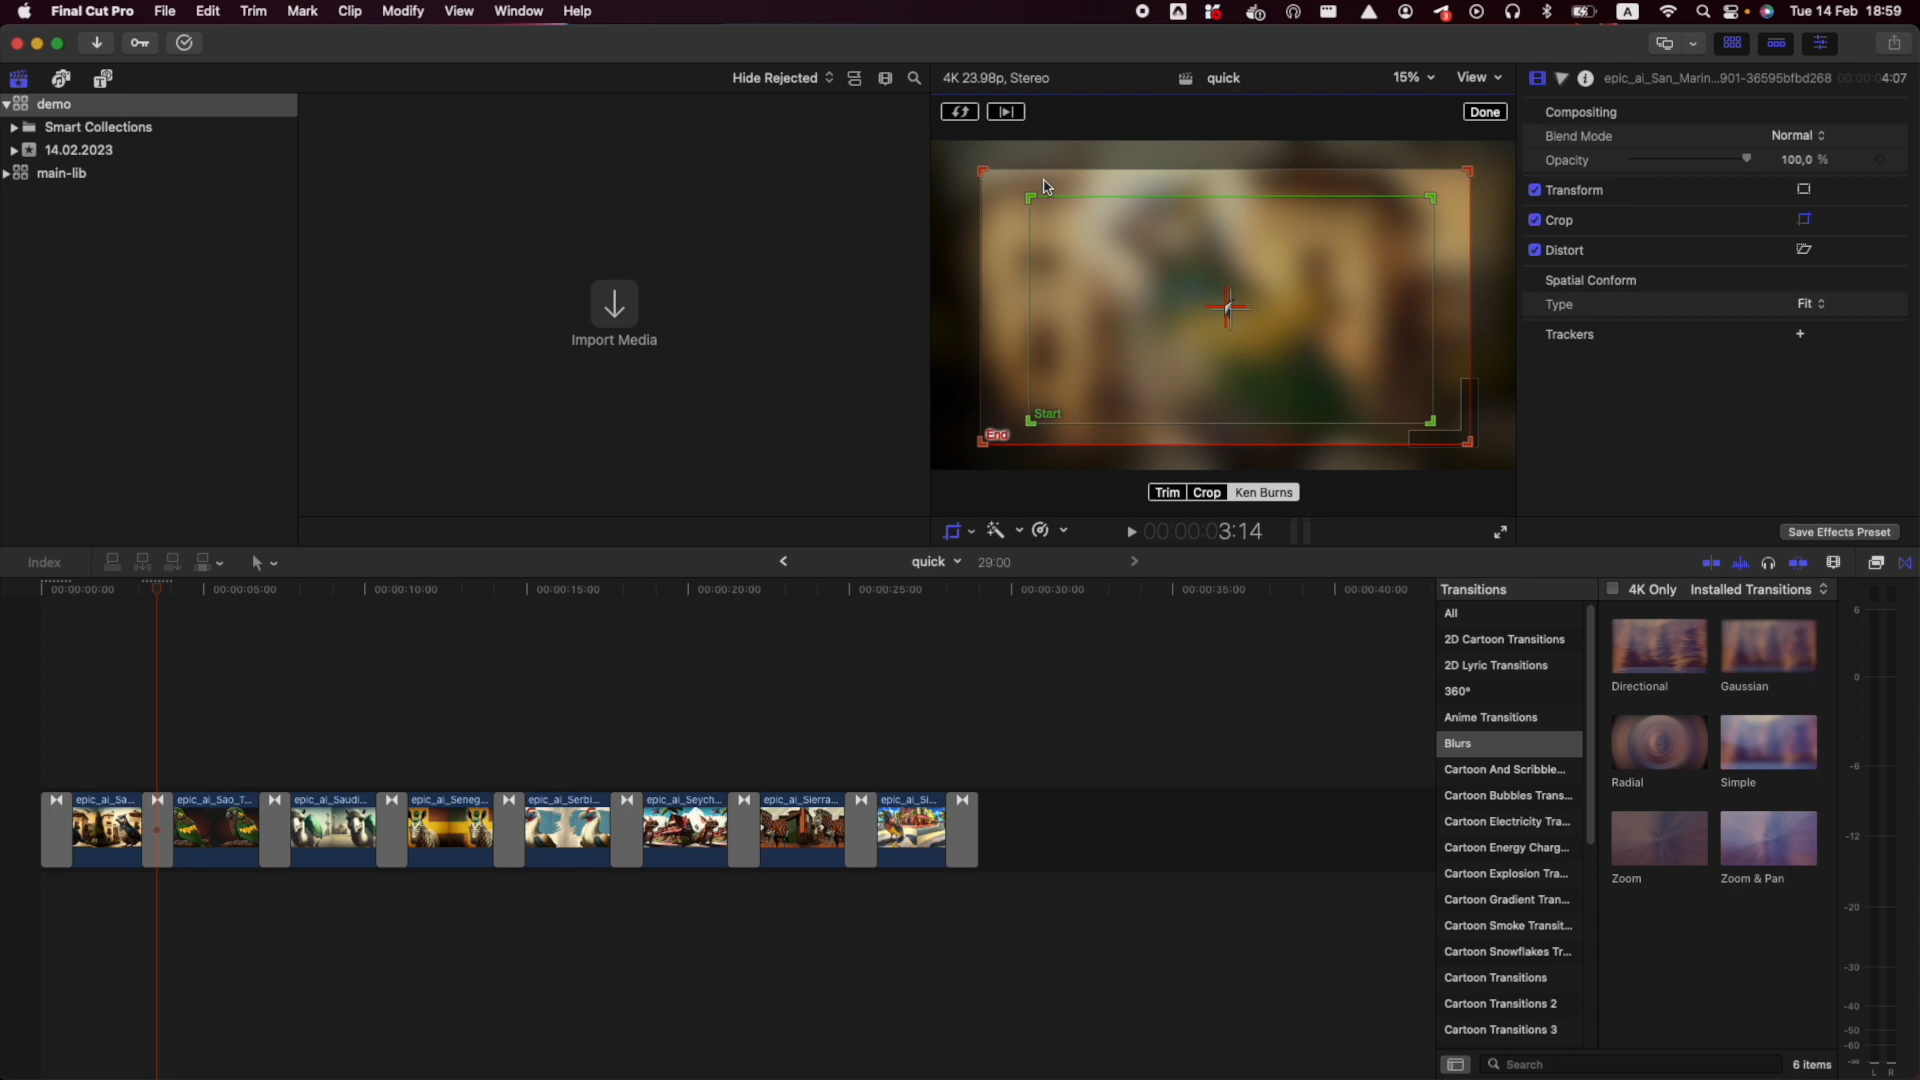 Final Cut Pro File Edit Trim Mark Clip Modify View Window Help
A Tue 14 Feb 18:59
Hide Rejected
4K 23.98p, Stereo quick 15% View
epic_ai_San_Marin...901-36595bfbd268 00:00:04:07
demo
Smart Collections
14.02.2023
main-lib
Import Media
Done
Start
End
Trim Crop Ken Burns
00:00:03:14
Compositing
Blend Mode Normal
Opacity 100,0 %
Transform
Crop
Distort
Spatial Conform
Type Fit
Trackers +
Save Effects Preset
Index
quick 29:00
00:00:00:00 00:00:05:00 00:00:10:00 00:00:15:00 00:00:20:00 00:00:25:00 00:00:30:00 00:00:35:00 00:00:40:00
epic_ai_Sa... epic_ai_Sao_T... epic_ai_Saudi... epic_ai_Seneg... epic_ai_Serbi... epic_ai_Seych... epic_ai_Sierra... epic_ai_Si...
Transitions
4K Only Installed Transitions
All
2D Cartoon Transitions
2D Lyric Transitions
360°
Anime Transitions
Blurs
Cartoon And Scribble...
Cartoon Bubbles Trans...
Cartoon Electricity Tra...
Cartoon Energy Charg...
Cartoon Explosion Tra...
Cartoon Gradient Tran...
Cartoon Smoke Transit...
Cartoon Snowflakes Tr...
Cartoon Transitions
Cartoon Transitions 2
Cartoon Transitions 3
Directional Gaussian
Radial Simple
Zoom Zoom & Pan
Search
6 items
6
0
-6
-12
-20
-30
-40
-50
-60
-∞
L R